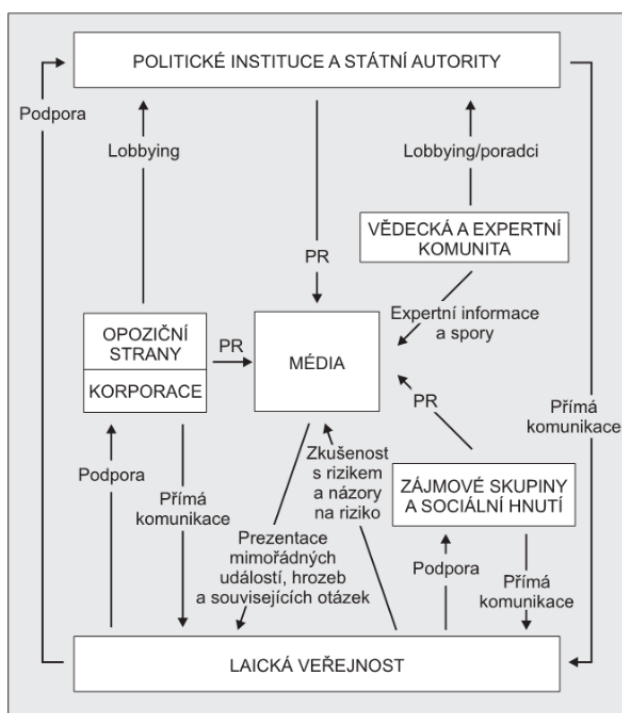 POLITICKÉ INSTITUCE A STÁTNÍ AUTORITY
Podpora
Lobbying
Lobbying/poradci
VĚDECKÁ A EXPERTNÍ
KOMUNITA
PR
Expertní informace
a spory
OPOZIČNÍ
STRANY
KORPORACE
PR
MÉDIA
PR
Přímá
komunikace
Podpora
Přímá
komunikace
Zkušenost
s rizikem
a názory
na riziko
ZÁJMOVÉ SKUPINY
A SOCIÁLNÍ HNUTÍ
Prezentace
mimořádných
událostí, hrozeb
a souvisejících otázek
Podpora
Přímá
komunikace
LAICKÁ VEŘEJNOST